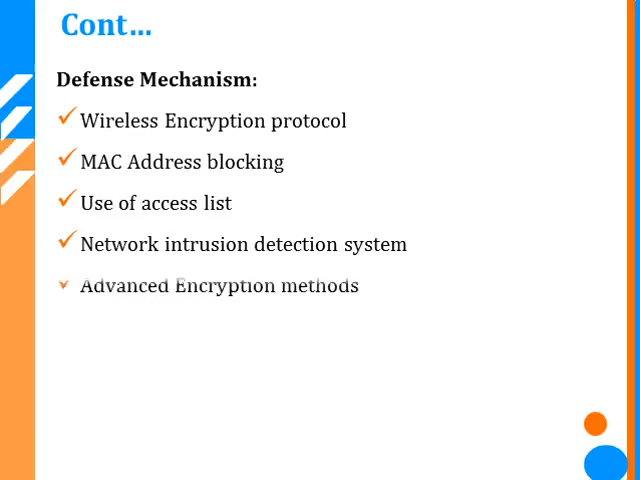 Cont...
Defense Mechanism:
Wireless Encryption protocol
MAC Address blocking
Use of access list
Network intrusion detection system
Advanced Encryption methods